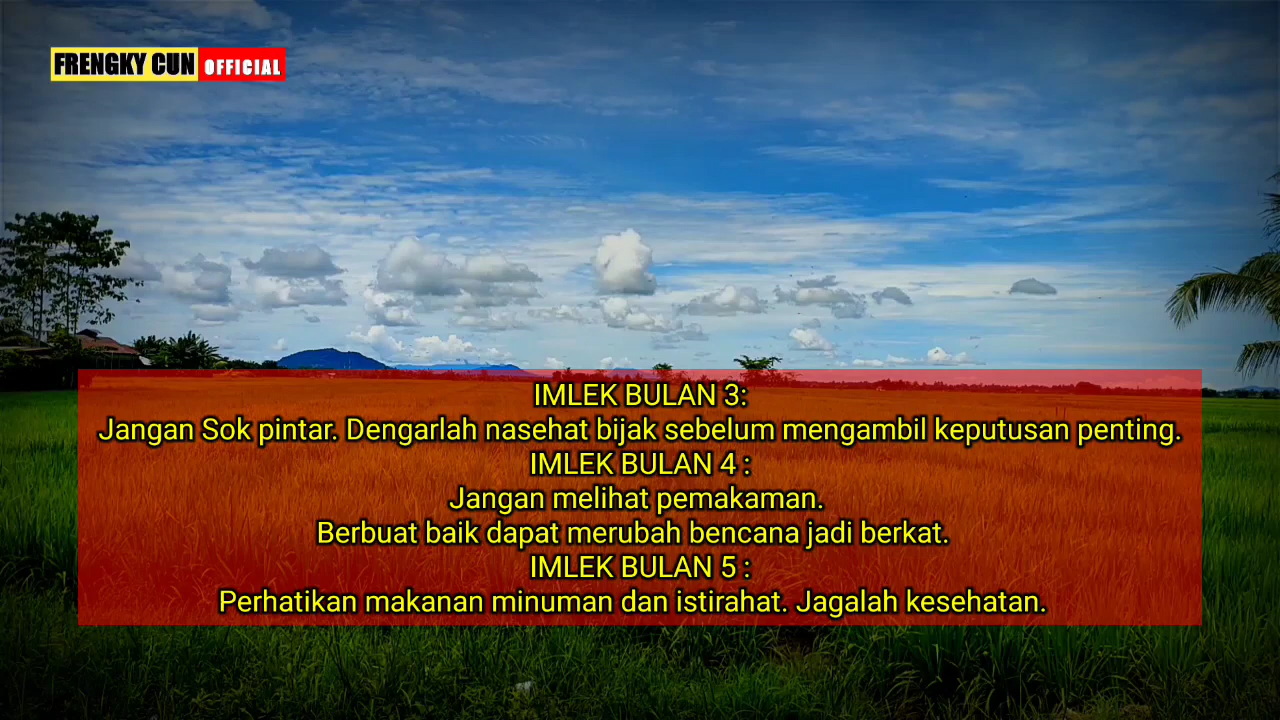 FRENGKY CUN OFFICIAL
IMLEK BULAN 3:
Jangan Sok pintar. Dengarlah nasehat bijak sebelum mengambil keputusan penting.
IMLEK BULAN 4 :
Jangan melihat pemakaman.
Berbuat baik dapat merubah bencana jadi berkat.
IMLEK BULAN 5 :
Perhatikan makanan minuman dan istirahat. Jagalah kesehatan.